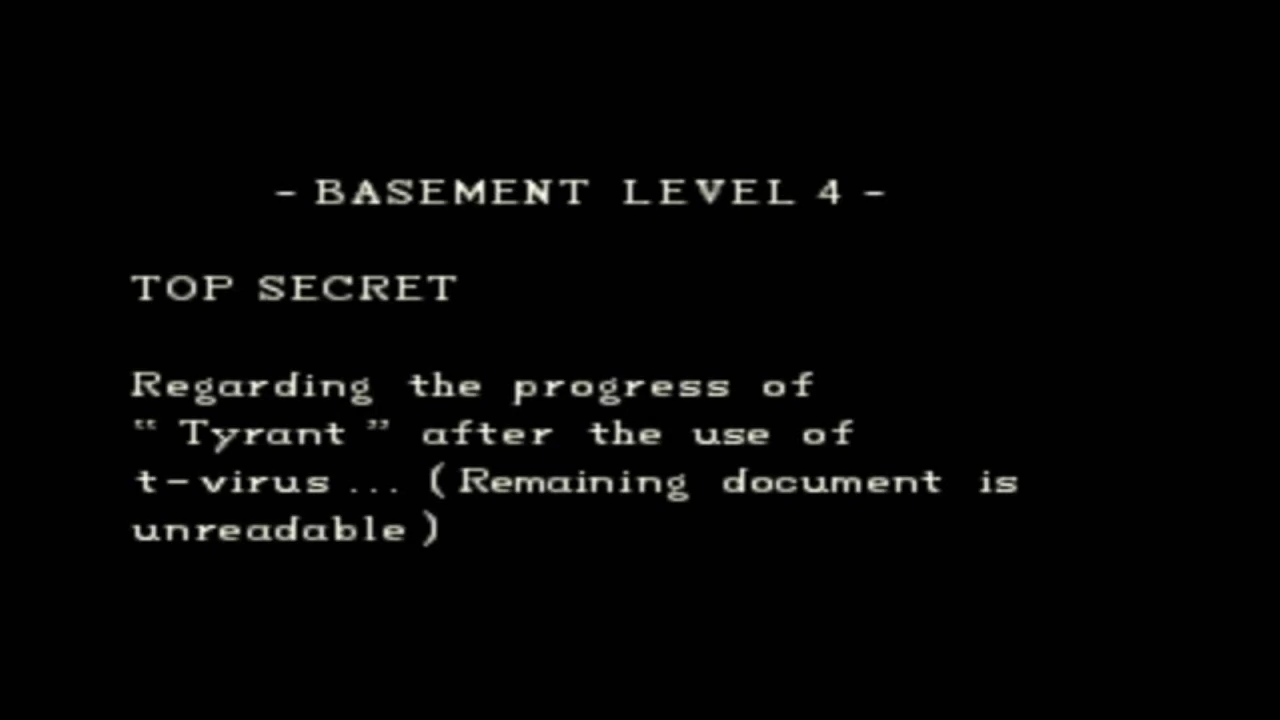 - BASEMENT LEVEL 4 -
TOP SECRET
Regarding the progress of
“ Tyrant ” after the use of
t-virus ... (Remaining document is
unreadable)